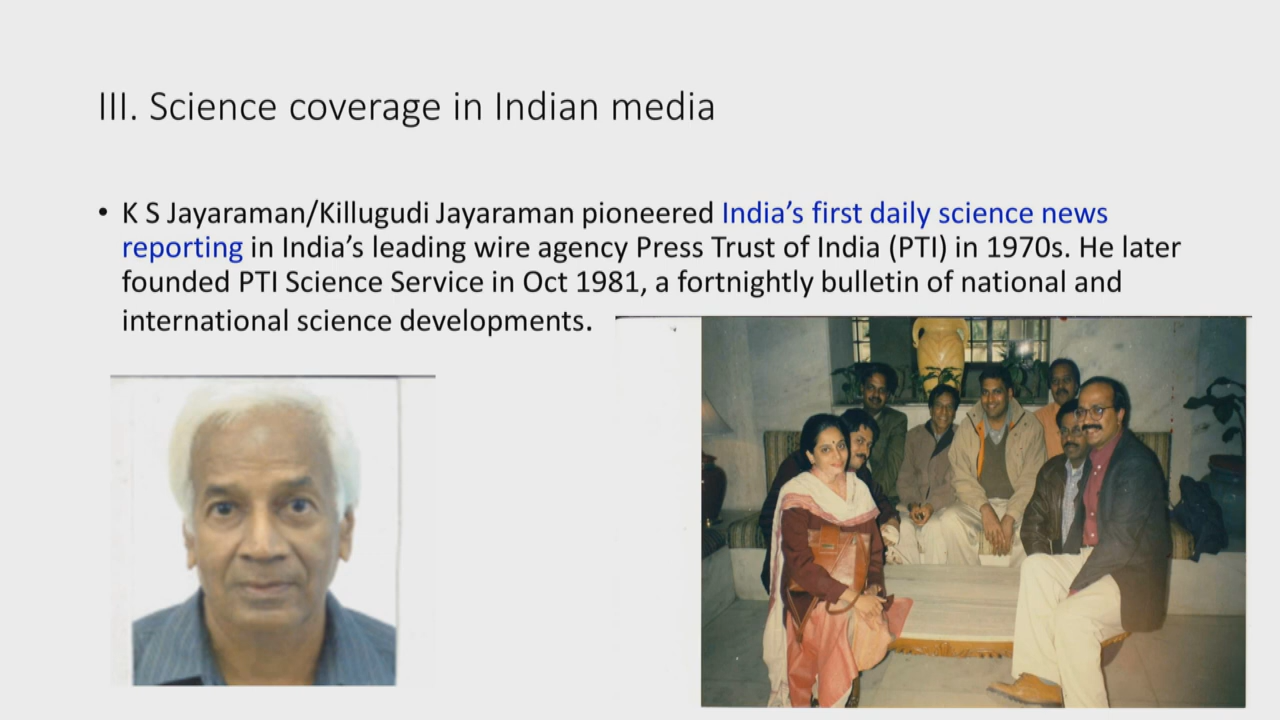 III. Science coverage in Indian media
• K S Jayaraman/Killugudi Jayaraman pioneered India’s first daily science news
reporting in India’s leading wire agency Press Trust of India (PTI) in 1970s. He later
founded PTI Science Service in Oct 1981, a fortnightly bulletin of national and
international science developments.